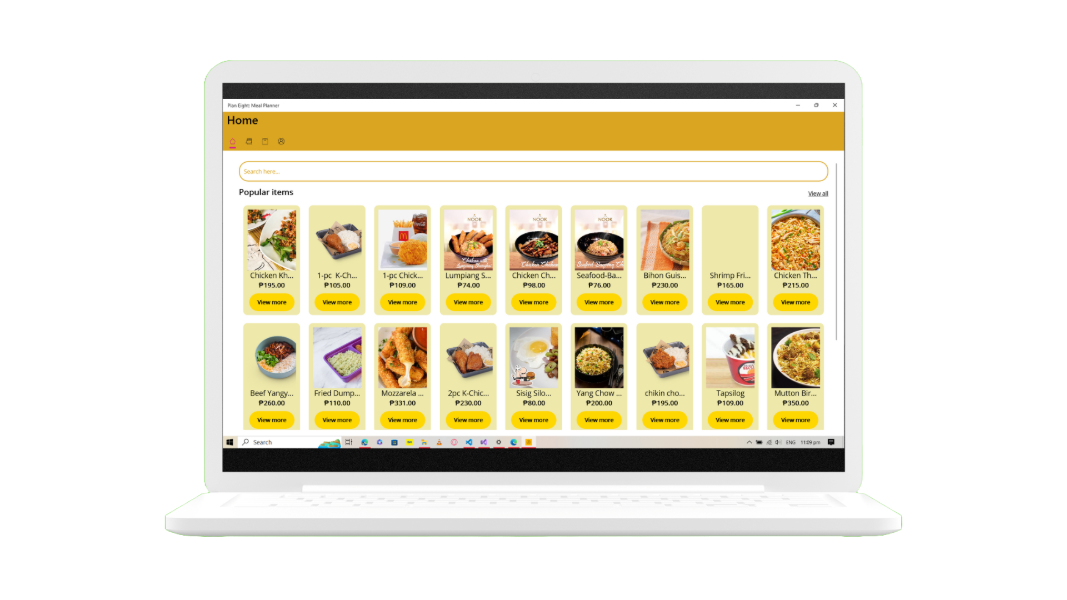 Plan Eight: Meal Planner
Home
Search here...
Popular items
View all
Chicken Kh... 1-pc K-Ch... 1-pc Chick... Lumpiang S... Chicken Ch... Seafood-Ba... Bihon Guis... Shrimp Fri... Chicken Th...
₱195.00 ₱105.00 ₱109.00 ₱74.00 ₱98.00 ₱76.00 ₱230.00 ₱165.00 ₱215.00
View more View more View more View more View more View more View more View more View more
Beef Yangy... Fried Dump... Mozzarela ... 2pc K-Chic... Sisig Silo... Yang Chow ... chikin cho... Tapsilog Mutton Bir...
₱260.00 ₱110.00 ₱331.00 ₱230.00 ₱80.00 ₱200.00 ₱195.00 ₱109.00 ₱350.00
View more View more View more View more View more View more View more View more View more
Search
ENG 11:09 pm